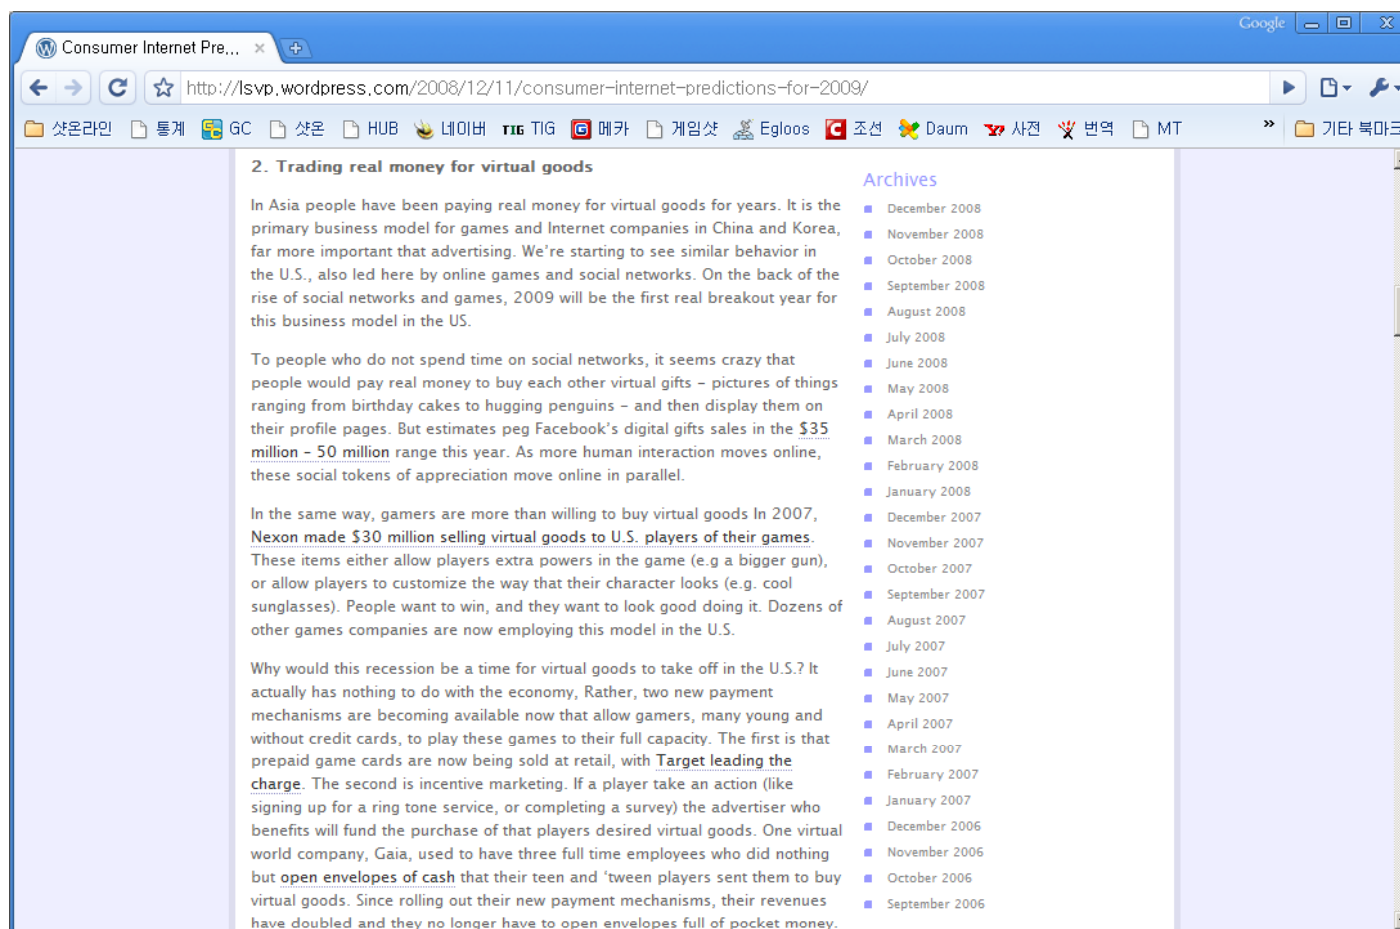 Google
Consumer Internet Pre...
http://lsvp.wordpress.com/2008/12/11/consumer-internet-predictions-for-2009/
샷온라인 통계 GC 샷온 HUB 네이버 TIG TIG 메카 게임샷 Egloos 조선 Daum 사전 번역 MT » 기타 북마크
2. Trading real money for virtual goods
In Asia people have been paying real money for virtual goods for years. It is the
primary business model for games and Internet companies in China and Korea,
far more important that advertising. We're starting to see similar behavior in
the U.S., also led here by online games and social networks. On the back of the
rise of social networks and games, 2009 will be the first real breakout year for
this business model in the US.
To people who do not spend time on social networks, it seems crazy that
people would pay real money to buy each other virtual gifts – pictures of things
ranging from birthday cakes to hugging penguins – and then display them on
their profile pages. But estimates peg Facebook's digital gifts sales in the $35
million – 50 million range this year. As more human interaction moves online,
these social tokens of appreciation move online in parallel.
In the same way, gamers are more than willing to buy virtual goods In 2007,
Nexon made $30 million selling virtual goods to U.S. players of their games.
These items either allow players extra powers in the game (e.g a bigger gun),
or allow players to customize the way that their character looks (e.g. cool
sunglasses). People want to win, and they want to look good doing it. Dozens of
other games companies are now employing this model in the U.S.
Why would this recession be a time for virtual goods to take off in the U.S.? It
actually has nothing to do with the economy, Rather, two new payment
mechanisms are becoming available now that allow gamers, many young and
without credit cards, to play these games to their full capacity. The first is that
prepaid game cards are now being sold at retail, with Target leading the
charge. The second is incentive marketing. If a player take an action (like
signing up for a ring tone service, or completing a survey) the advertiser who
benefits will fund the purchase of that players desired virtual goods. One virtual
world company, Gaia, used to have three full time employees who did nothing
but open envelopes of cash that their teen and 'tween players sent them to buy
virtual goods. Since rolling out their new payment mechanisms, their revenues
have doubled and they no longer have to open envelopes full of pocket money.
Archives
December 2008
November 2008
October 2008
September 2008
August 2008
July 2008
June 2008
May 2008
April 2008
March 2008
February 2008
January 2008
December 2007
November 2007
October 2007
September 2007
August 2007
July 2007
June 2007
May 2007
April 2007
March 2007
February 2007
January 2007
December 2006
November 2006
October 2006
September 2006